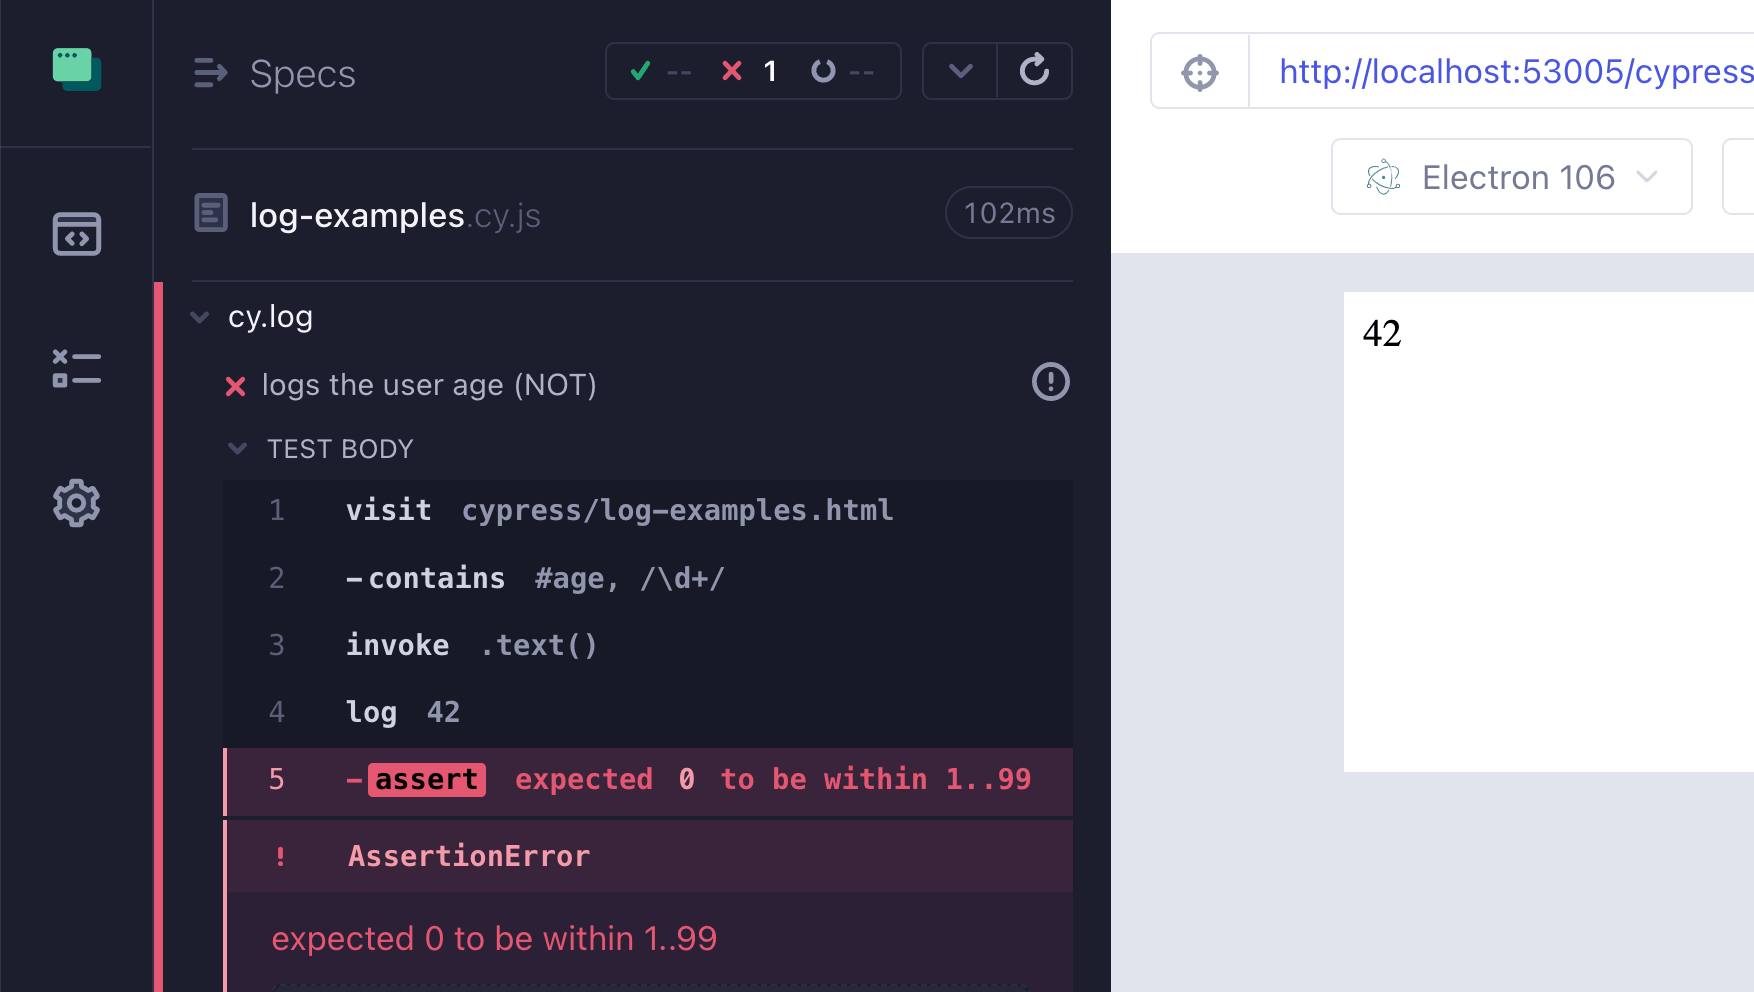 Specs -- 1 --
log-examples.cy.js 102ms
cy.log
logs the user age (NOT)
TEST BODY
1 visit cypress/log-examples.html
2 -contains #age, /\d+/
3 invoke .text()
4 log 42
5 -assert expected 0 to be within 1..99
! AssertionError
expected 0 to be within 1..99
http://localhost:53005/cypress
Electron 106
42